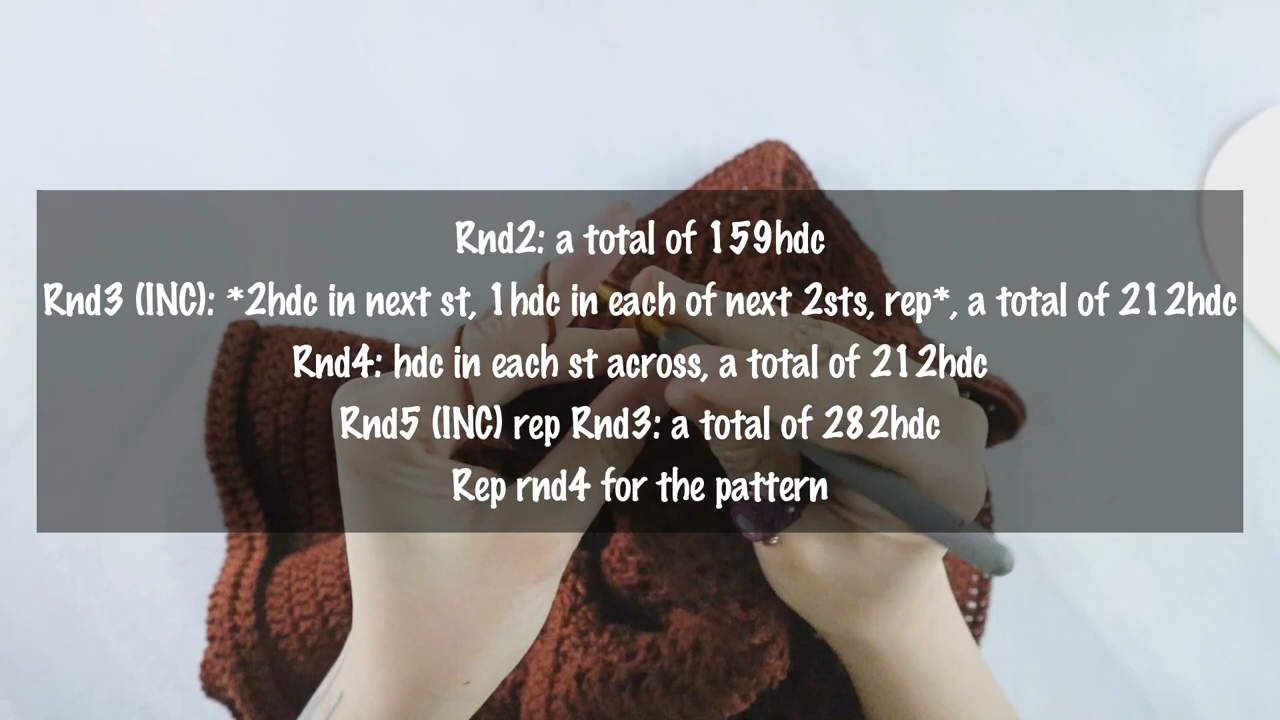 Rnd2: a total of 159hdc
Rnd3 (INC): *2hdc in next st, 1hdc in each of next 2sts, rep*, a total of 212hdc
Rnd4: hdc in each st across, a total of 212hdc
Rnd5 (INC) rep Rnd3: a total of 282hdc
Rep rnd4 for the pattern